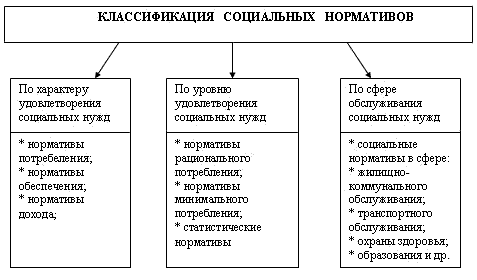 КЛАССИФИКАЦИЯ СОЦИАЛЬНЫХ НОРМАТИВОВ
По характеру
удовлетворения
социальных нужд
* нормативы
потребеления;
* нормативы
обеспечения;
* нормативы
дохода;
По уровню
удовлетворения
социальных нужд
* нормативы
рационального
потребления;
* нормативы
минимального
потребления;
* статистические
нормативы
По сфере
обслуживания
социальных нужд
* социальные
нормативы в сфере:
* жилищно-
коммунального
обслуживания;
* транспортного
обслуживания;
* охраны здоровья;
* образования и др.